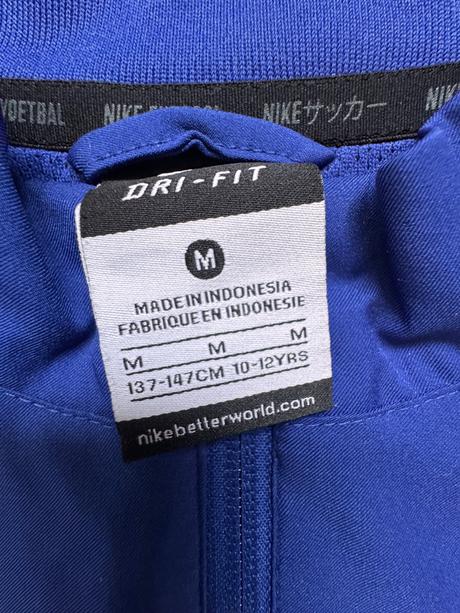 VOETBAL NIKE NIKEサッカー
DRI-FIT
M
MADE IN INDONESIA
FABRIQUE EN INDONESIE
M M M
137-147CM 10-12YRS
nikebetterworld.com